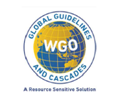 GLOBAL GUIDELINES
WGO
AND CASCADES
A Resource Sensitive Solution